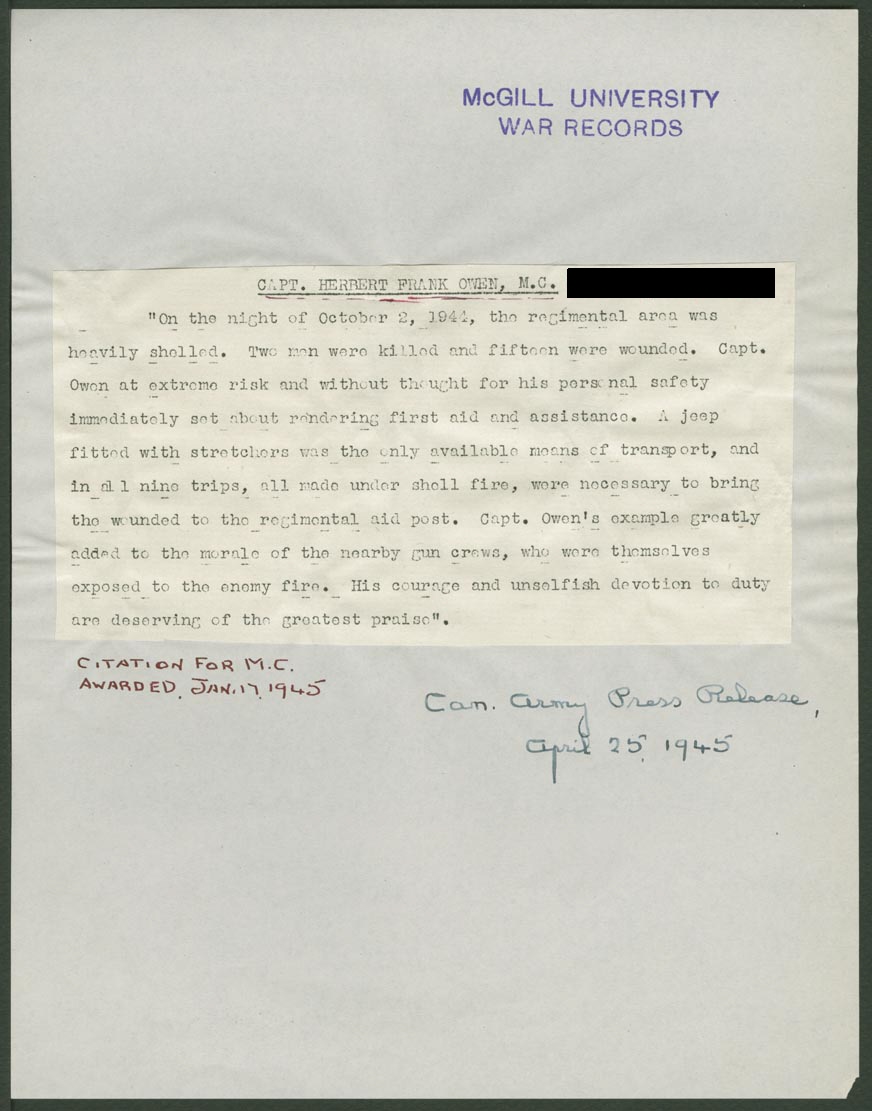 McGILL UNIVERSITY
WAR RECORDS
CAPT. HERBERT FRANK OWEN, M.C.
"On the night of October 2, 1944, the regimental area was
heavily shelled. Two men were killed and fifteen were wounded. Capt.
Owen at extreme risk and without thought for his personal safety
immediately set about rendering first aid and assistance. A jeep
fitted with stretchers was the only available means of transport, and
in all nine trips, all made under shell fire, were necessary to bring
the wounded to the regimental aid post. Capt. Owen's example greatly
added to the morale of the nearby gun crews, who were themselves
exposed to the enemy fire. His courage and unselfish devotion to duty
are deserving of the greatest praise".
CITATION FOR M.C.
AWARDED, JAN. 17, 1945
Can. Army Press Release,
April 25, 1945